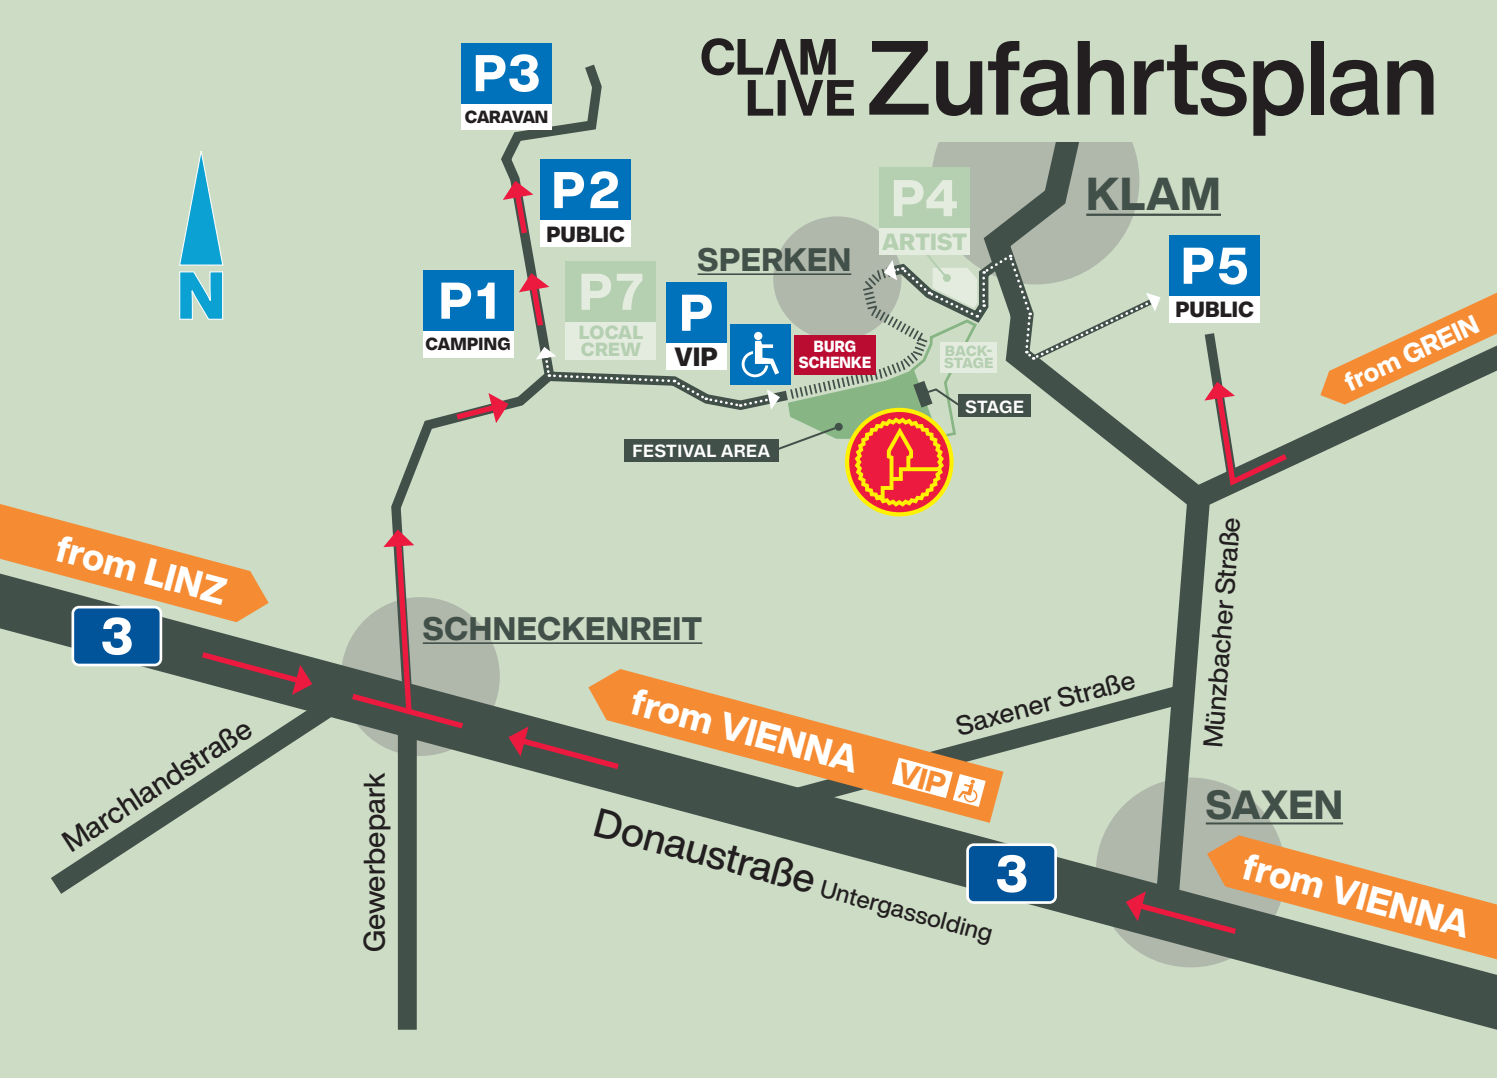 CLAM
LIVE
Zufahrtsplan
P3
CARAVAN
P2
PUBLIC
P4
ARTIST
KLAM
SPERKEN
P5
PUBLIC
N
P1
CAMPING
P7
LOCAL
CREW
P
VIP
BURG
SCHENKE
BACK-
STAGE
STAGE
FESTIVAL AREA
from GREIN
from LINZ
3
SCHNECKENREIT
from VIENNA
VIP
Saxener Straße
Münzbacher Straße
Marchlandstraße
Gewerbepark
Donaustraße Untergassolding
3
SAXEN
from VIENNA